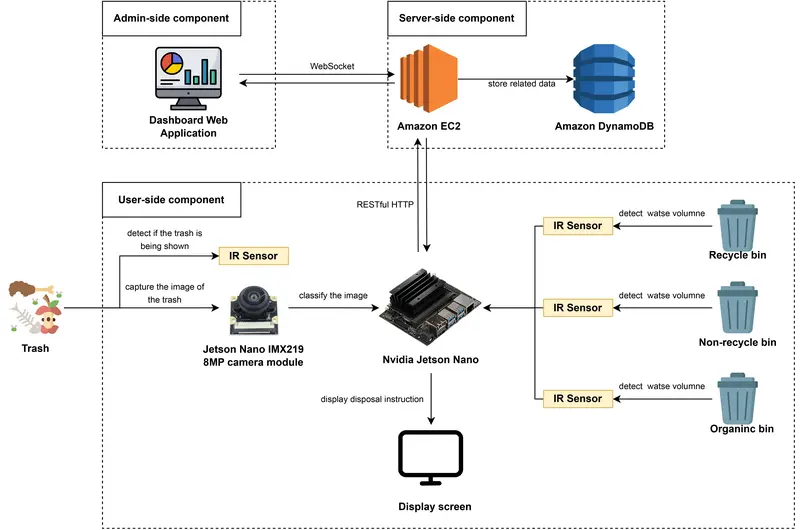 Admin-side component
Server-side component
WebSocket
store related data
Dashboard Web
Application
Amazon EC2
Amazon DynamoDB
RESTful HTTP
User-side component
detect if the trash is
being shown
IR Sensor
capture the image of
the trash
classify the image
Trash
Jetson Nano IMX219
8MP camera module
Nvidia Jetson Nano
IR Sensor
detect watse volumne
Recycle bin
IR Sensor
detect watse volumne
Non-recycle bin
IR Sensor
detect watse volumne
Organinc bin
display disposal instruction
Display screen